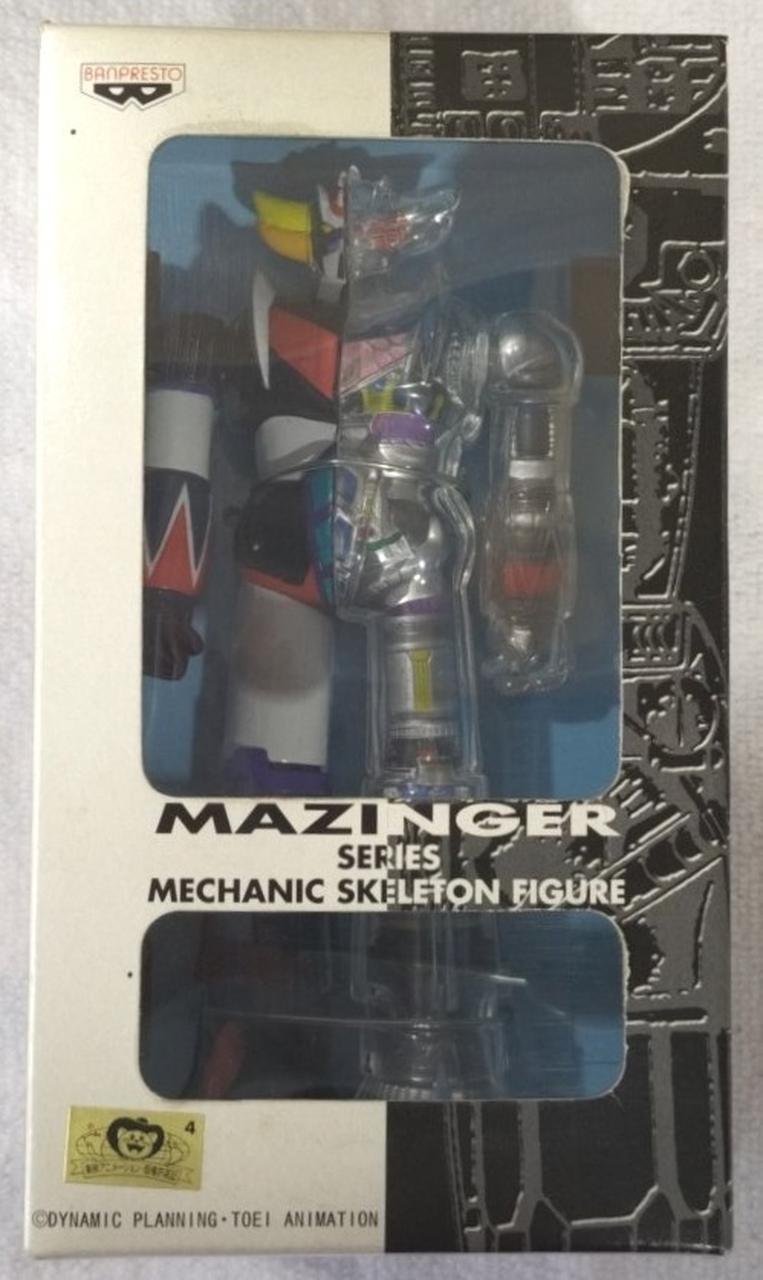 BANPRESTO
MAZINGER
SERIES
MECHANIC SKELETON FIGURE
4
©DYNAMIC PLANNING・TOEI ANIMATION